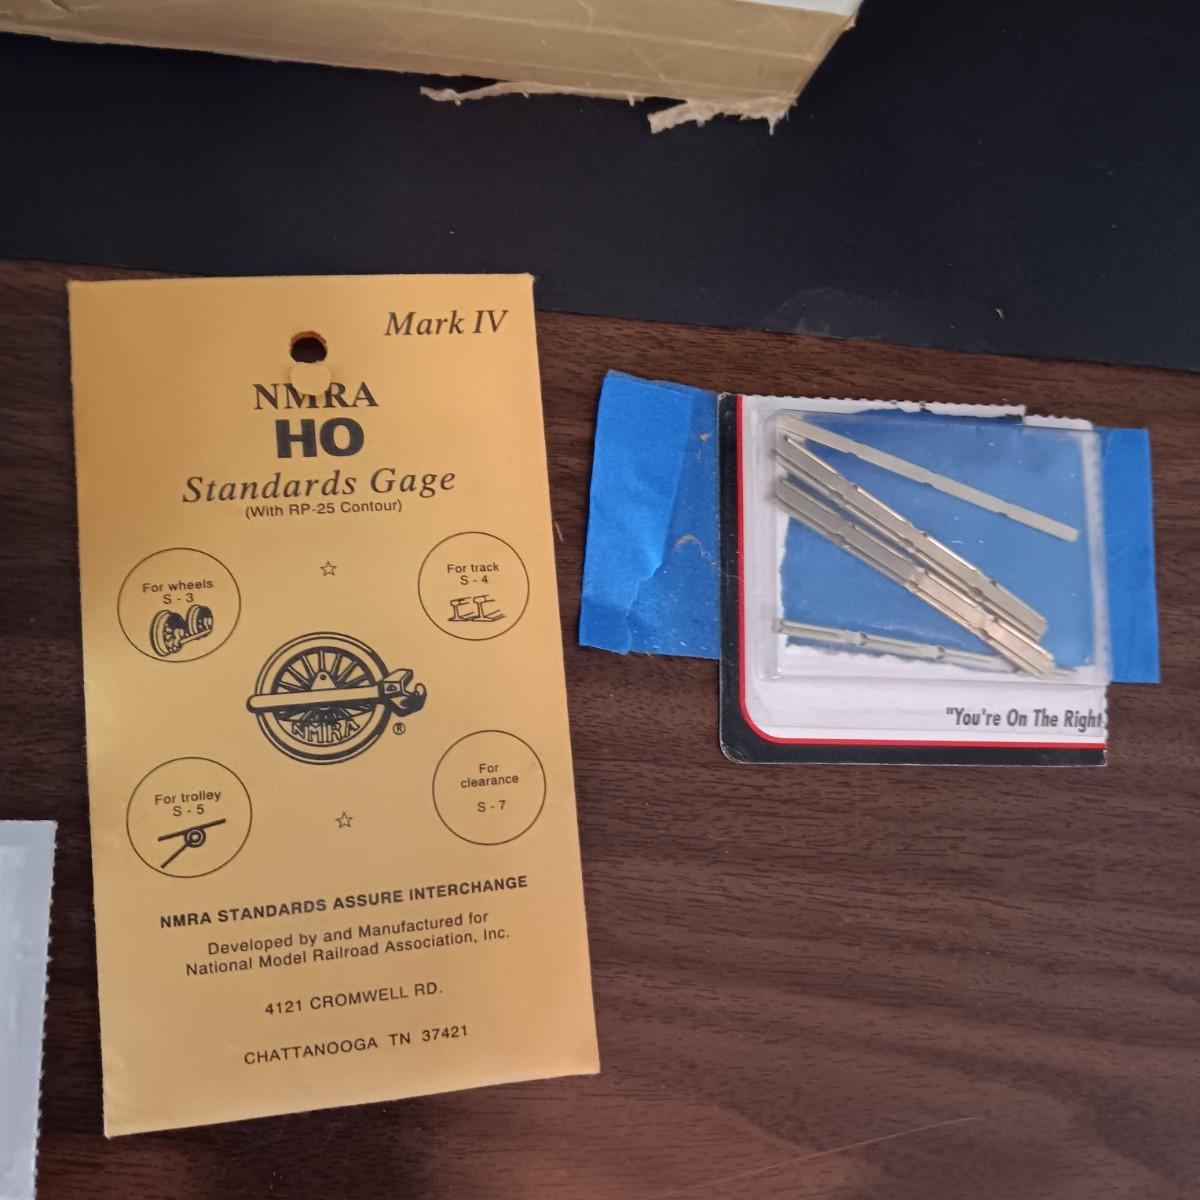 Mark IV
NMRA
HO
Standards Gage
(With RP-25 Contour)
For wheels
S - 3
For track
S - 4
NMRA
®
For trolley
S - 5
For
clearance
S - 7
NMRA STANDARDS ASSURE INTERCHANGE
Developed by and Manufactured for
National Model Railroad Association, Inc.
4121 CROMWELL RD.
CHATTANOOGA TN 37421
"You're On The Right